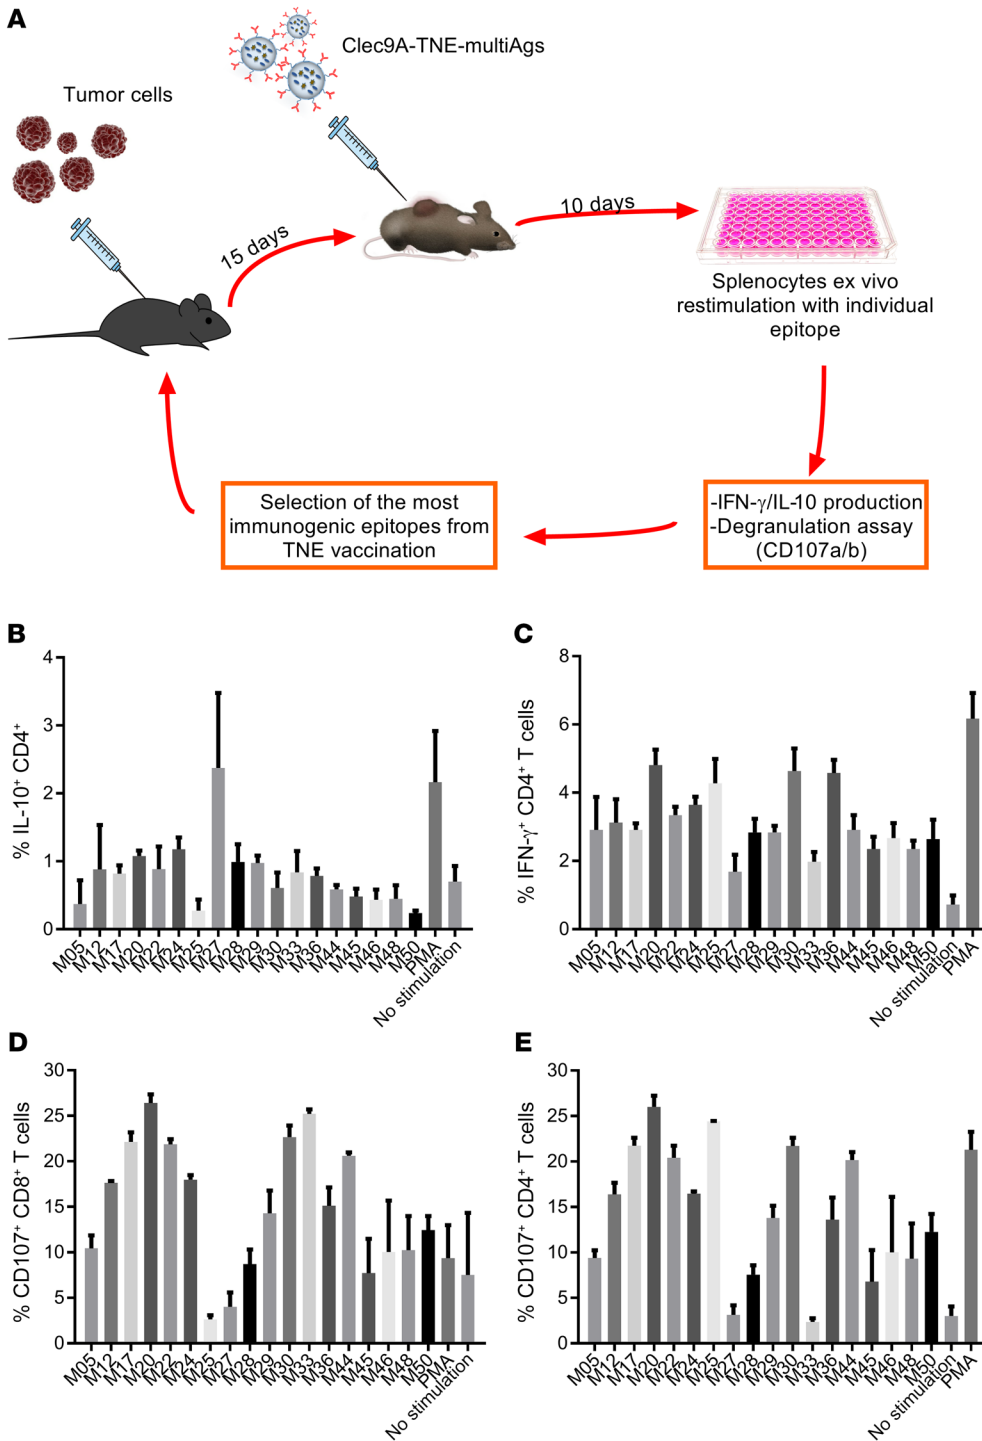 A
Clec9A-TNE-multiAgs
Tumor cells
15 days
10 days
Splenocytes ex vivo
restimulation with individual
epitope
-IFN-γ/IL-10 production
-Degranulation assay
(CD107a/b)
Selection of the most
immunogenic epitopes from
TNE vaccination
B
% IL-10⁺ CD4⁺
4
3
2
1
0
M05
M12
M17
M20
M22
M24
M25
M27
M28
M29
M30
M33
M36
M44
M45
M46
M48
M50
PMA
No stimulation
C
% IFN-γ⁺ CD4⁺ T cells
8
6
4
2
0
M05
M12
M17
M20
M22
M24
M25
M27
M28
M29
M30
M33
M36
M44
M45
M46
M48
M50
No stimulation
PMA
D
% CD107⁺ CD8⁺ T cells
30
25
20
15
10
5
0
M05
M12
M17
M20
M22
M24
M25
M27
M28
M29
M30
M33
M36
M44
M45
M46
M48
M50
PMA
No stimulation
E
% CD107⁺ CD4⁺ T cells
30
25
20
15
10
5
0
M05
M12
M17
M20
M22
M24
M25
M27
M28
M29
M30
M33
M36
M44
M45
M46
M48
M50
No stimulation
PMA